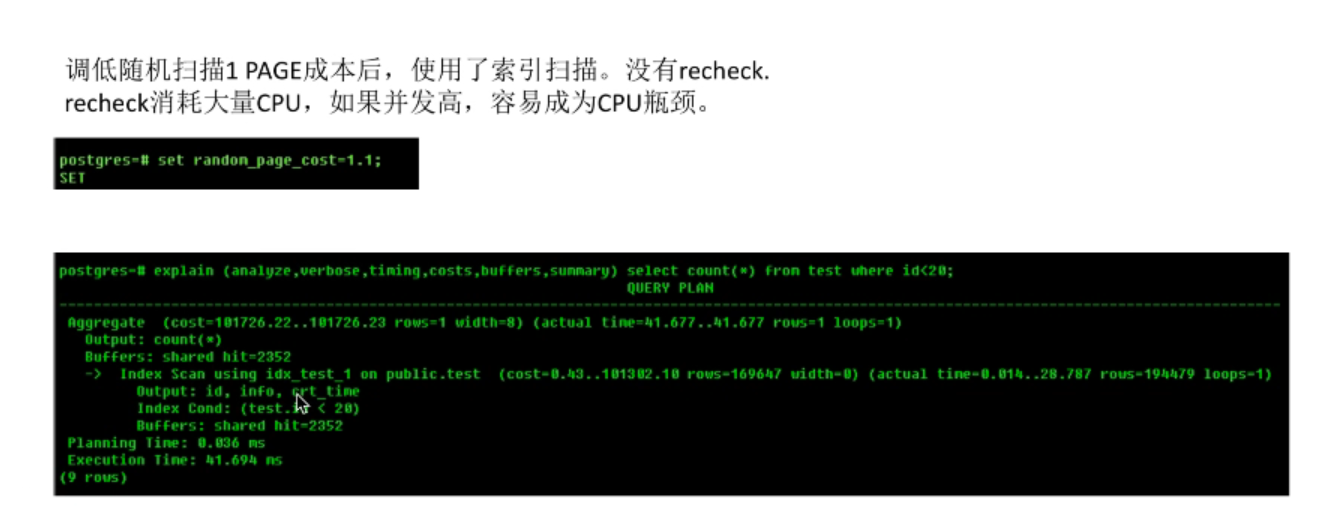 调低随机扫描1 PAGE成本后，使用了索引扫描。没有recheck.
recheck消耗大量CPU，如果并发高，容易成为CPU瓶颈。
postgres=# set random_page_cost=1.1;
SET
postgres=# explain (analyze,verbose,timing,costs,buffers,summary) select count(*) from test where id<20;
QUERY PLAN
Aggregate (cost=101726.22..101726.23 rows=1 width=8) (actual time=41.677..41.677 rows=1 loops=1)
Output: count(*)
Buffers: shared hit=2352
-> Index Scan using idx_test_1 on public.test (cost=0.43..101302.10 rows=169647 width=0) (actual time=0.014..28.787 rows=194479 loops=1)
Output: id, info, crt_time
Index Cond: (test.id < 20)
Buffers: shared hit=2352
Planning Time: 0.036 ms
Execution Time: 41.694 ms
(9 rows)